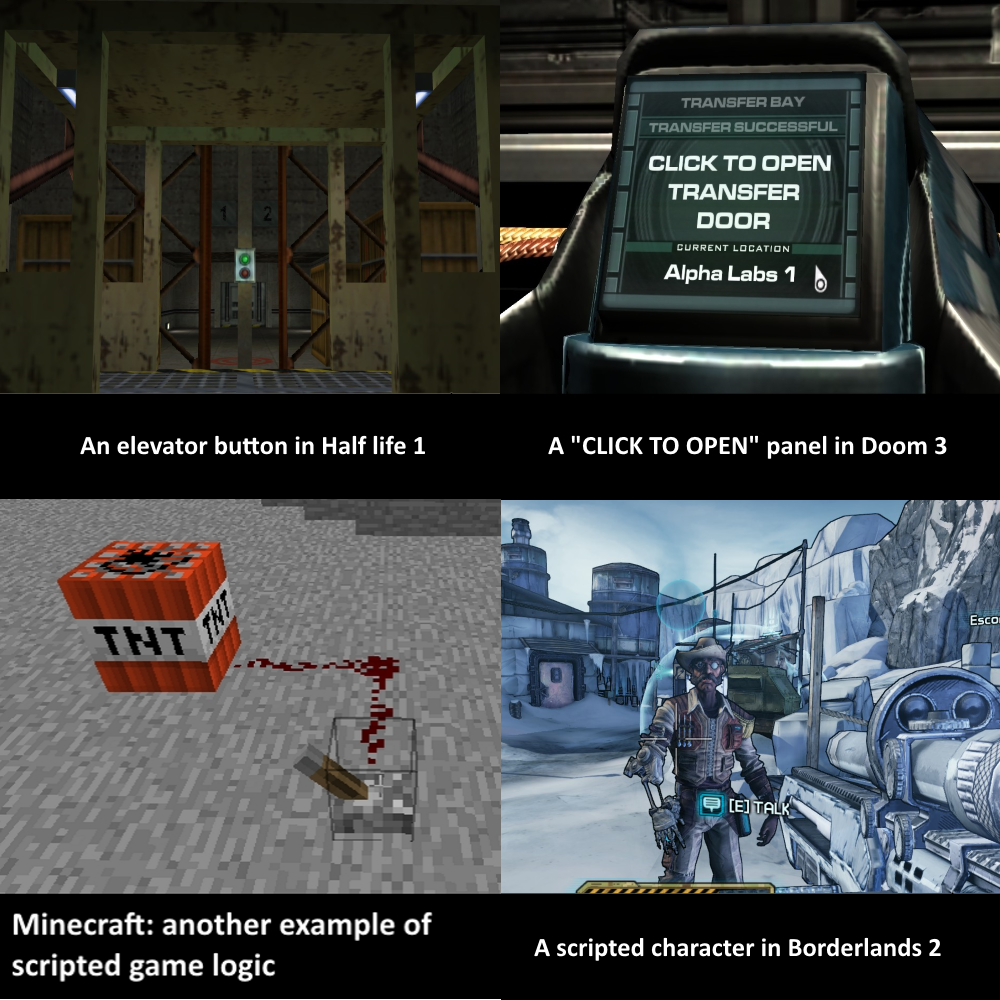 1 2
TRANSFER BAY
TRANSFER SUCCESSFUL
CLICK TO OPEN
TRANSFER
DOOR
CURRENT LOCATION
Alpha Labs 1
An elevator button in Half life 1
A "CLICK TO OPEN" panel in Doom 3
TNT
TNT
Esco
[E] TALK
Minecraft: another example of
scripted game logic
A scripted character in Borderlands 2